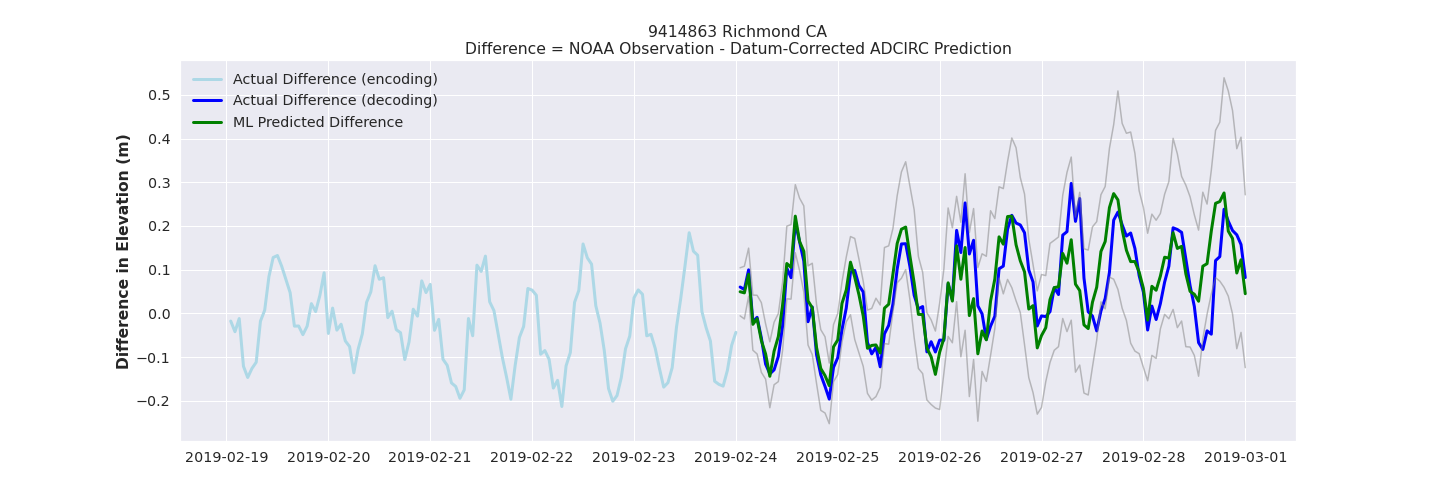 9414863 Richmond CA
Difference = NOAA Observation - Datum-Corrected ADCIRC Prediction
Actual Difference (encoding)
Actual Difference (decoding)
ML Predicted Difference
Difference in Elevation (m)
0.5
0.4
0.3
0.2
0.1
0.0
−0.1
−0.2
2019-02-19 2019-02-20 2019-02-21 2019-02-22 2019-02-23 2019-02-24 2019-02-25 2019-02-26 2019-02-27 2019-02-28 2019-03-01